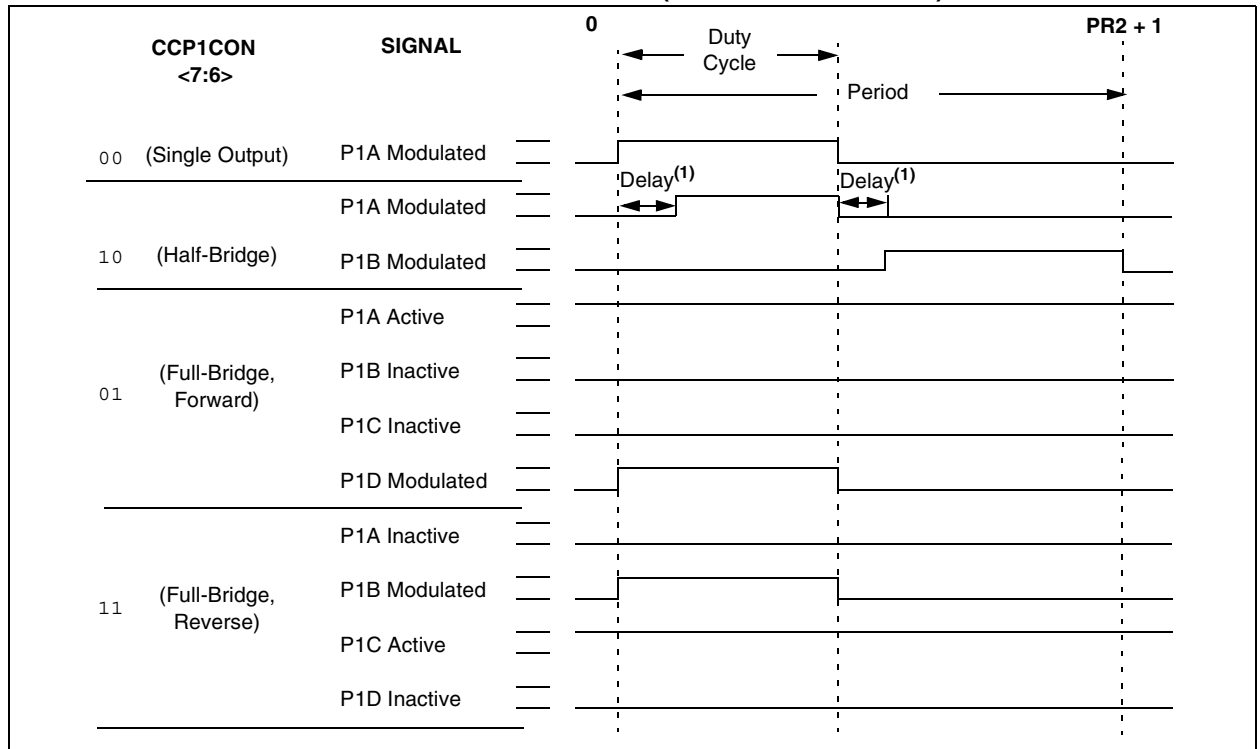 0
PR2 + 1
CCP1CON
<7:6>
SIGNAL
Duty
Cycle
Period
00 (Single Output) P1A Modulated
Delay(1)
Delay(1)
P1A Modulated
10 (Half-Bridge)
P1B Modulated
P1A Active
01 (Full-Bridge,
Forward)
P1B Inactive
P1C Inactive
P1D Modulated
P1A Inactive
11 (Full-Bridge,
Reverse)
P1B Modulated
P1C Active
P1D Inactive